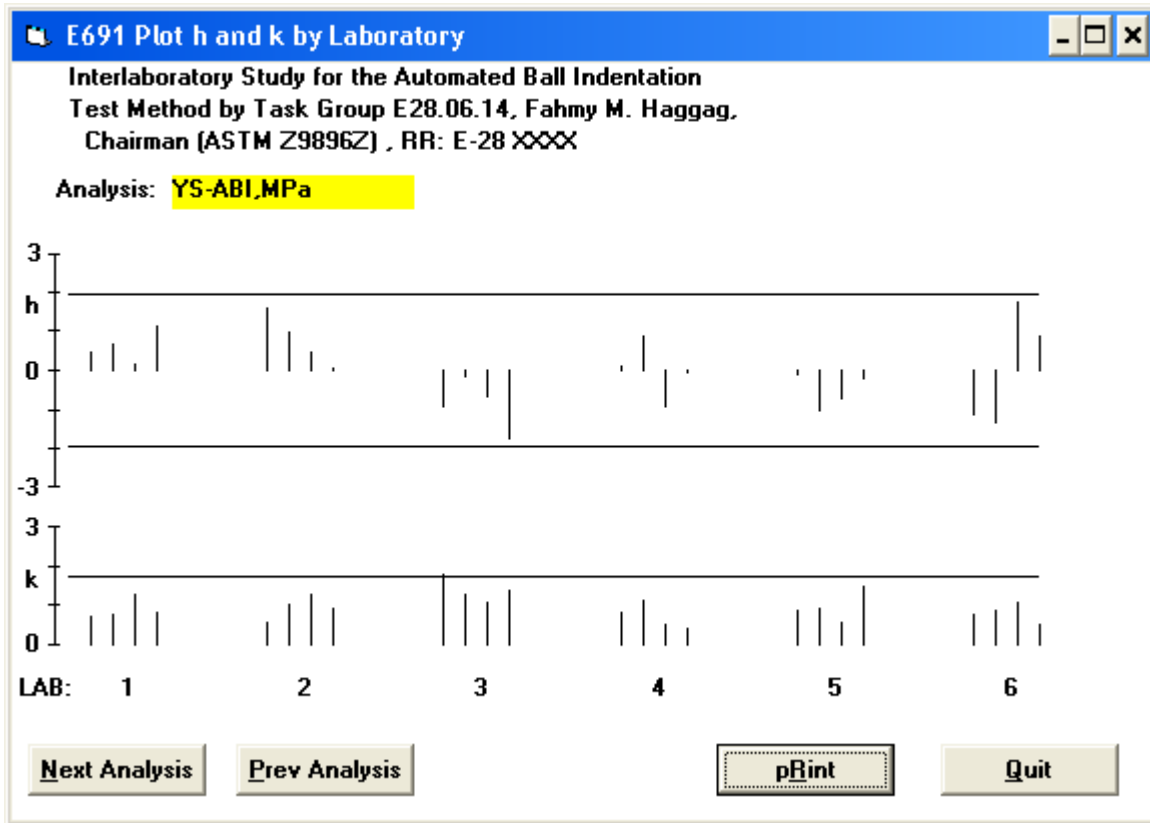 E691 Plot h and k by Laboratory
Interlaboratory Study for the Automated Ball Indentation
Test Method by Task Group E28.06.14, Fahmy M. Haggag,
Chairman (ASTM Z9896Z) , RR: E-28 XXXX
Analysis: YS-ABI,MPa
3
h
0
-3
3
k
0
LAB: 1 2 3 4 5 6
Next Analysis Prev Analysis pRint Quit